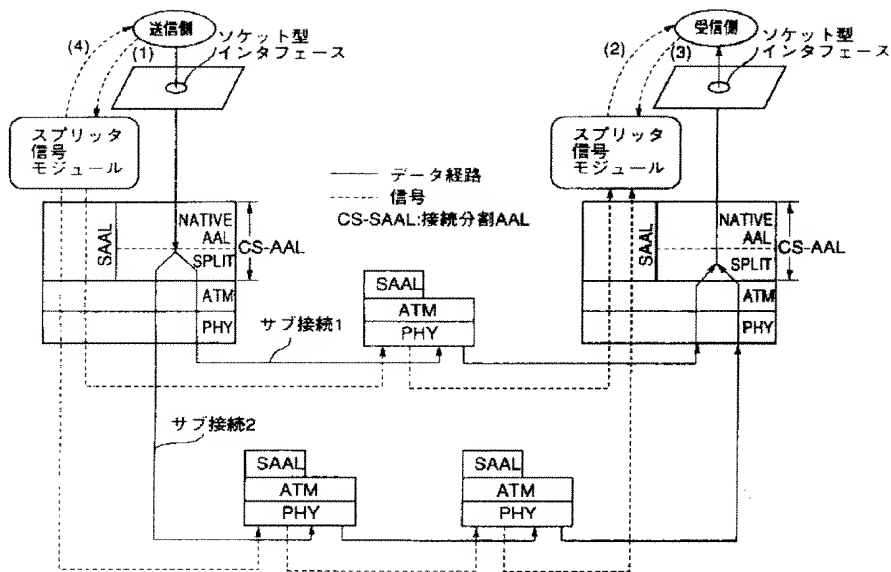 送信側
ソケット型
インタフェース
(4)
(1)
スプリッタ
信号
モジュール
データ経路
信号
CS-SAAL:接続分割AAL
SAAL
NATIVE
AAL
SPLIT
CS-AAL
ATM
PHY
受信側
ソケット型
インタフェース
(2)
(3)
スプリッタ
信号
モジュール
SAAL
NATIVE
AAL
SPLIT
CS-AAL
ATM
PHY
SAAL
ATM
PHY
サブ接続1
サブ接続2
SAAL
ATM
PHY
SAAL
ATM
PHY